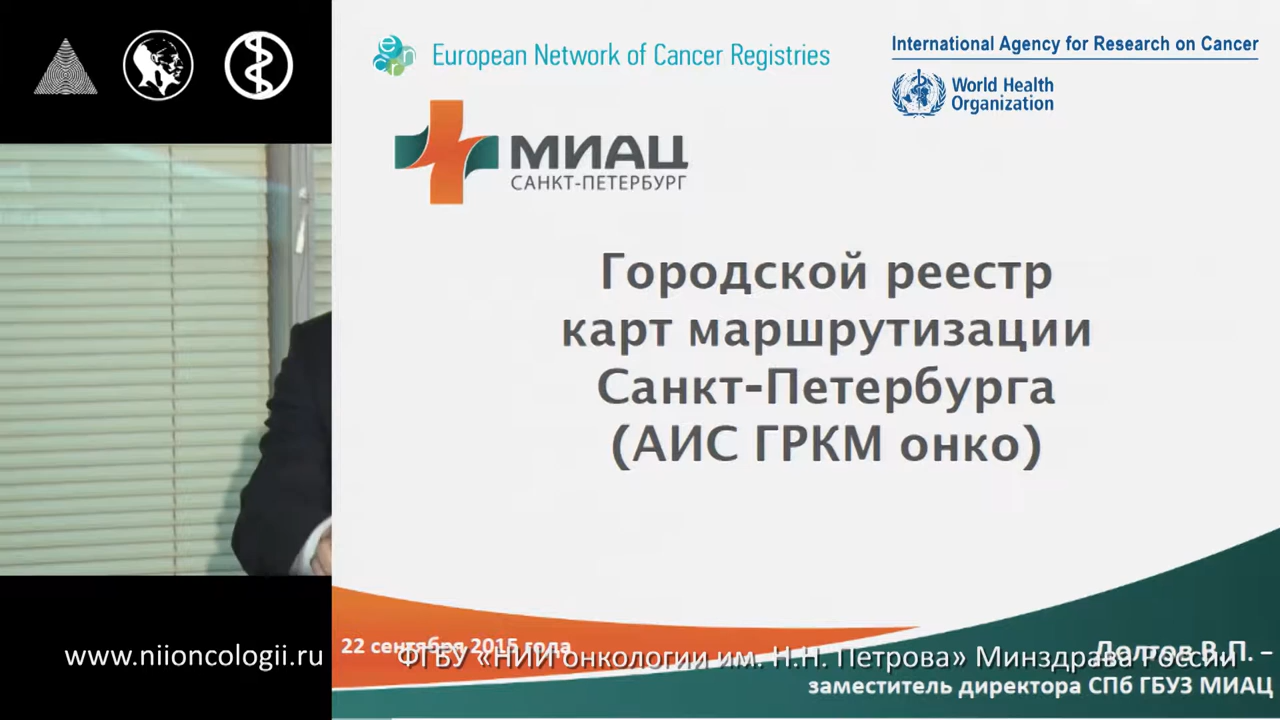 European Network of Cancer Registries
International Agency for Research on Cancer
World Health
Organization
МИАЦ
САНКТ-ПЕТЕРБУРГ
Городской реестр
карт маршрутизации
Санкт-Петербурга
(АИС ГРКМ онко)
22 сентября 2015 года
Долгов В.П. –
заместитель директора СПб ГБУЗ МИАЦ
www.niioncologii.ru
ФГБУ «НИИ онкологии им. Н.Н. Петрова» Минздрава России